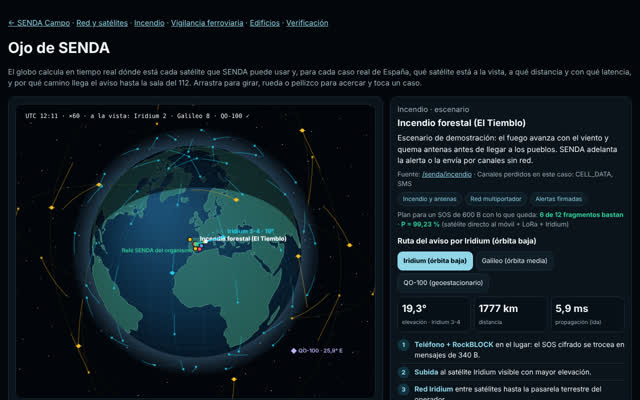 ← SENDA Campo · Red y satélites · Incendio · Vigilancia ferroviaria · Edificios · Verificación
Ojo de SENDA
El globo calcula en tiempo real dónde está cada satélite que SENDA puede usar y, para cada caso real de España, qué satélite está a la vista, a qué distancia y con qué latencia,
y por qué camino llega el aviso hasta la sala del 112. Arrastra para girar, rueda o pellizco para acercar y toca un caso.
UTC 12:11 · ×60 · a la vista: Iridium 2 · Galileo 8 · QO-100 ✓
Iridium 3-4 · 19°
Incendio forestal (El Tiemblo)
Relé SENDA del organismo
QO-100 · 25,9° E
Incendio · escenario
Incendio forestal (El Tiemblo)
Escenario de demostración: el fuego avanza con el viento y
quema antenas antes de llegar a los pueblos. SENDA adelanta
la alerta o la envía por canales sin red.
Fuente: /senda/incendio · Canales perdidos en este caso: CELL_DATA,
SMS
Incendio y antenas
Red multiportador
Alertas firmadas
Plan para un SOS de 600 B con lo que queda: 6 de 12 fragmentos bastan
· P = 99,23 % (satélite directo al móvil + LoRa + Iridium)
Ruta del aviso por Iridium (órbita baja)
Iridium (órbita baja)
Galileo (órbita media)
QO-100 (geoestacionario)
19,3°
elevación · Iridium 3-4
1777 km
distancia
5,9 ms
propagación (ida)
1 Teléfono + RockBLOCK en el lugar: el SOS cifrado se trocea en
mensajes de 340 B.
2 Subida al satélite Iridium visible con mayor elevación.
3 Red Iridium entre satélites hasta la pasarela terrestre del
operador.